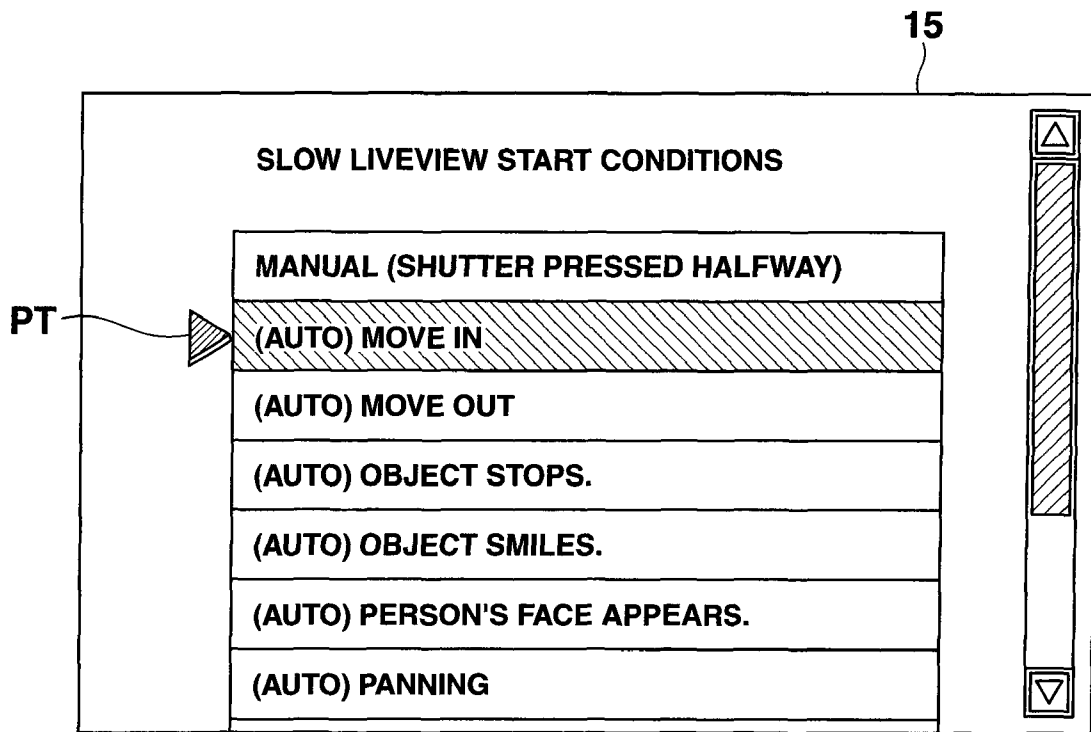 15
SLOW LIVEVIEW START CONDITIONS
MANUAL (SHUTTER PRESSED HALFWAY)
PT
(AUTO) MOVE IN
(AUTO) MOVE OUT
(AUTO) OBJECT STOPS.
(AUTO) OBJECT SMILES.
(AUTO) PERSON'S FACE APPEARS.
(AUTO) PANNING